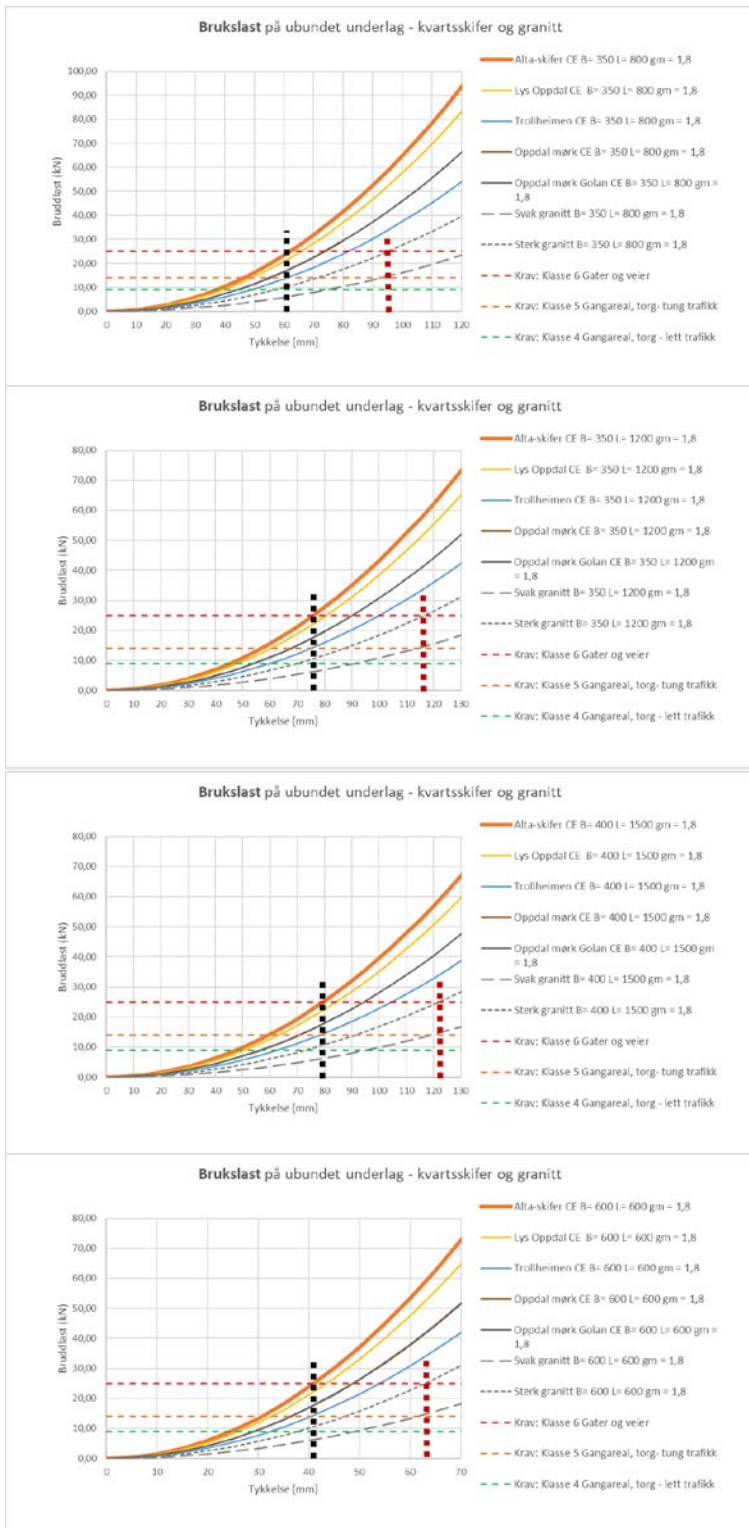 Brukslast på ubundet underlag - kvartsskifer og granitt
Bruddlast (kN)
100,00
90,00
80,00
70,00
60,00
50,00
40,00
30,00
20,00
10,00
0,00
0 10 20 30 40 50 60 70 80 90 100 110 120
Tykkelse [mm]
Alta-skifer CE B= 350 L= 800 gm = 1,8
Lys Oppdal CE B= 350 L= 800 gm = 1,8
Trollheimen CE B= 350 L= 800 gm = 1,8
Oppdal mørk CE B= 350 L= 800 gm = 1,8
Oppdal mørk Golan CE B= 350 L= 800 gm =
1,8
Svak granitt B= 350 L= 800 gm = 1,8
Sterk granitt B= 350 L= 800 gm = 1,8
Krav: Klasse 6 Gater og veier
Krav: Klasse 5 Gangareal, torg - tung trafikk
Krav: Klasse 4 Gangareal, torg - lett trafikk
Brukslast på ubundet underlag - kvartsskifer og granitt
Bruddlast (kN)
80,00
70,00
60,00
50,00
40,00
30,00
20,00
10,00
0,00
0 10 20 30 40 50 60 70 80 90 100 110 120 130
Tykkelse [mm]
Alta-skifer CE B= 350 L= 1200 gm = 1,8
Lys Oppdal CE B= 350 L= 1200 gm = 1,8
Trollheimen CE B= 350 L= 1200 gm = 1,8
Oppdal mørk CE B= 350 L= 1200 gm = 1,8
Oppdal mørk Golan CE B= 350 L= 1200 gm
= 1,8
Svak granitt B= 350 L= 1200 gm = 1,8
Sterk granitt B= 350 L= 1200 gm = 1,8
Krav: Klasse 6 Gater og veier
Krav: Klasse 5 Gangareal, torg- tung trafikk
Krav: Klasse 4 Gangareal, torg - lett trafikk
Brukslast på ubundet underlag - kvartsskifer og granitt
Bruddlast (kN)
80,00
70,00
60,00
50,00
40,00
30,00
20,00
10,00
0,00
0 10 20 30 40 50 60 70 80 90 100 110 120 130
Tykkelse [mm]
Alta-skifer CE B= 400 L= 1500 gm = 1,8
Lys Oppdal CE B= 400 L= 1500 gm = 1,8
Trollheimen CE B= 400 L= 1500 gm = 1,8
Oppdal mørk CE B= 400 L= 1500 gm = 1,8
Oppdal mørk Golan CE B= 400 L= 1500 gm
= 1,8
Svak granitt B= 400 L= 1500 gm = 1,8
Sterk granitt B= 400 L= 1500 gm = 1,8
Krav: Klasse 6 Gater og veier
Krav: Klasse 5 Gangareal, torg- tung trafikk
Krav: Klasse 4 Gangareal, torg - lett trafikk
Brukslast på ubundet underlag - kvartsskifer og granitt
Bruddlast (kN)
80,00
70,00
60,00
50,00
40,00
30,00
20,00
10,00
0,00
0 10 20 30 40 50 60 70
Tykkelse [mm]
Alta-skifer CE B= 600 L= 600 gm = 1,8
Lys Oppdal CE B= 600 L= 600 gm = 1,8
Trollheimen CE B= 600 L= 600 gm = 1,8
Oppdal mørk CE B= 600 L= 600 gm = 1,8
Oppdal mørk Golan CE B= 600 L= 600 gm =
1,8
Svak granitt B= 600 L= 600 gm = 1,8
Sterk granitt B= 600 L= 600 gm = 1,8
Krav: Klasse 6 Gater og veier
Krav: Klasse 5 Gangareal, torg - tung trafikk
Krav: Klasse 4 Gangareal, torg - lett trafikk